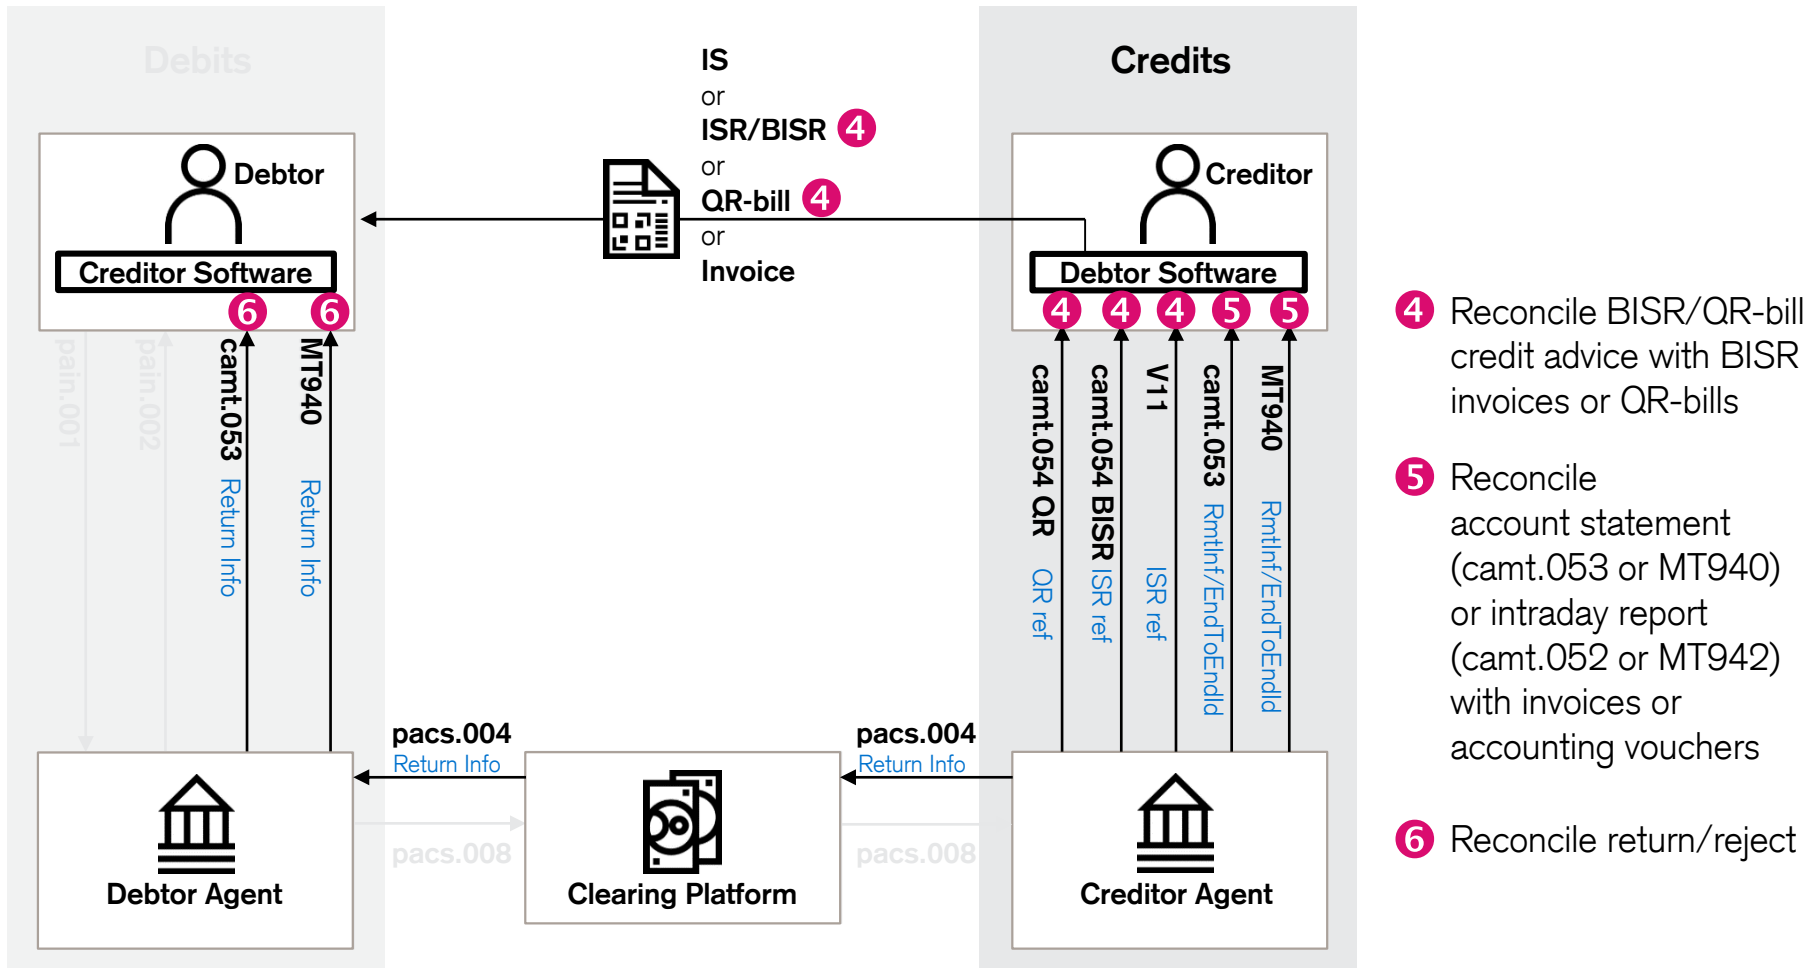 Debits
IS
or
ISR/BISR 4
or
QR-bill 4
or
Invoice
Credits
Debtor
Creditor Software
6 6
Creditor
Debtor Software
4 4 4 5 5
pain.001
pain.002
camt.053 Return Info
MT940 Return Info
camt.054 QR QR ref
camt.054 BISR ISR ref
V11 ISR ref
camt.053 RmtInf/EndToEndId
MT940 RmtInf/EndToEndId
pacs.004
Return Info
pacs.004
Return Info
pacs.008
pacs.008
Debtor Agent
Clearing Platform
Creditor Agent
4 Reconcile BISR/QR-bill
credit advice with BISR
invoices or QR-bills
5 Reconcile
account statement
(camt.053 or MT940)
or intraday report
(camt.052 or MT942)
with invoices or
accounting vouchers
6 Reconcile return/reject